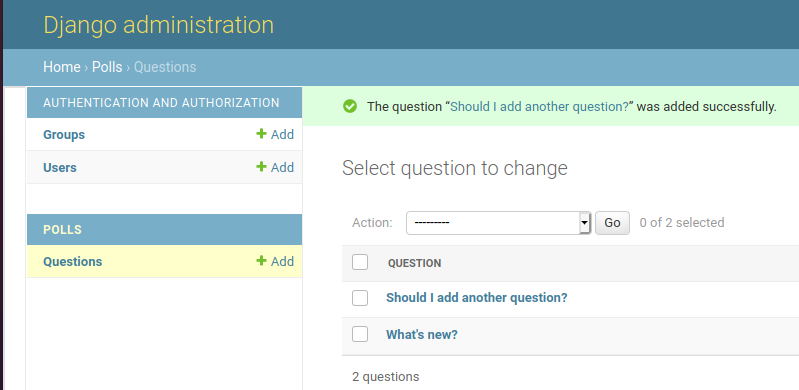 Django administration
Home › Polls › Questions
AUTHENTICATION AND AUTHORIZATION
Groups + Add
Users + Add
POLLS
Questions + Add
The question “Should I add another question?” was added successfully.
Select question to change
Action: --------- Go 0 of 2 selected
QUESTION
Should I add another question?
What's new?
2 questions